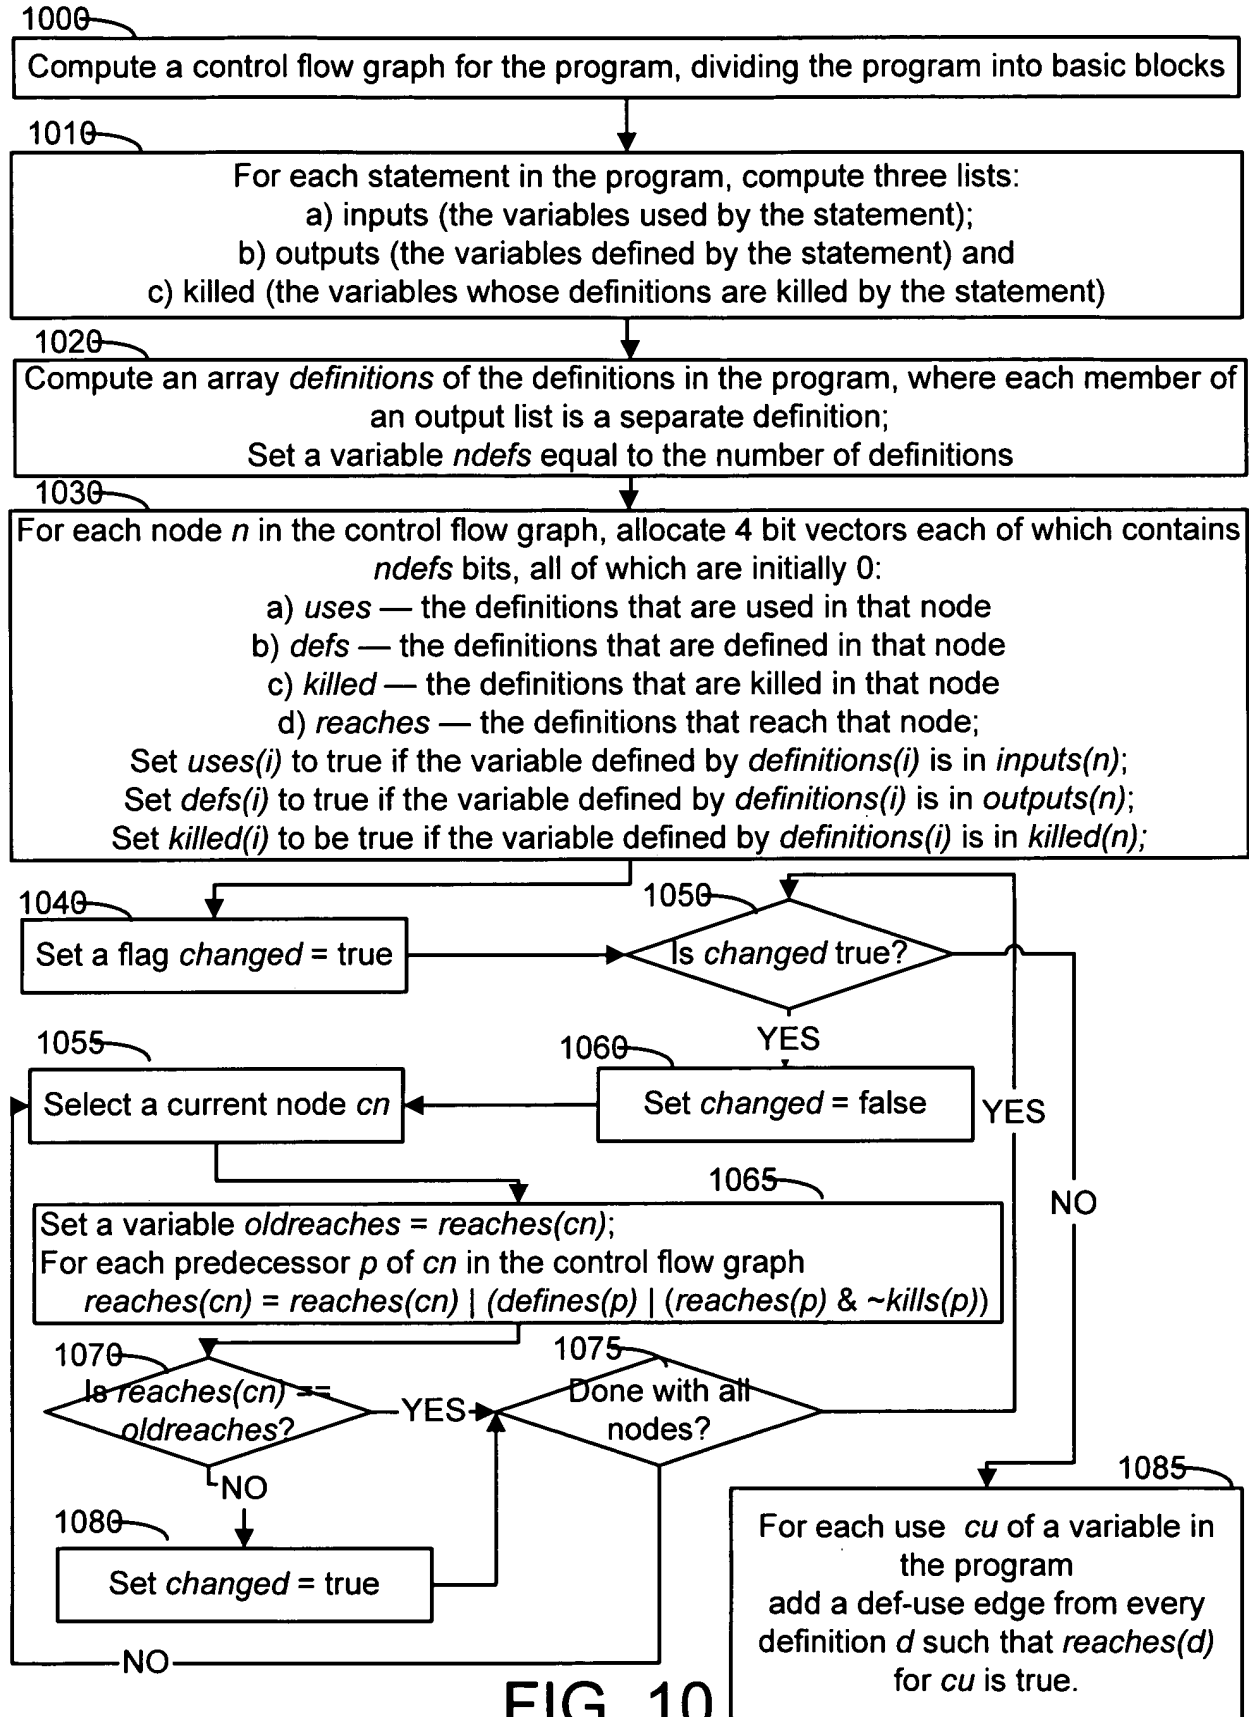 1000
Compute a control flow graph for the program, dividing the program into basic blocks
1010
For each statement in the program, compute three lists:
a) inputs (the variables used by the statement);
b) outputs (the variables defined by the statement) and
c) killed (the variables whose definitions are killed by the statement)
1020
Compute an array definitions of the definitions in the program, where each member of
an output list is a separate definition;
Set a variable ndefs equal to the number of definitions
1030
For each node n in the control flow graph, allocate 4 bit vectors each of which contains
ndefs bits, all of which are initially 0:
a) uses — the definitions that are used in that node
b) defs — the definitions that are defined in that node
c) killed — the definitions that are killed in that node
d) reaches — the definitions that reach that node;
Set uses(i) to true if the variable defined by definitions(i) is in inputs(n);
Set defs(i) to true if the variable defined by definitions(i) is in outputs(n);
Set killed(i) to be true if the variable defined by definitions(i) is in killed(n);
1040
Set a flag changed = true
1050
Is changed true?
YES
1055
Select a current node cn
1060
Set changed = false
YES
NO
1065
Set a variable oldreaches = reaches(cn);
For each predecessor p of cn in the control flow graph
reaches(cn) = reaches(cn) | (defines(p) | (reaches(p) & ~kills(p))
1070
Is reaches(cn) ==
oldreaches?
YES
1075
Done with all
nodes?
NO
1080
Set changed = true
NO
1085
For each use cu of a variable in
the program
add a def-use edge from every
definition d such that reaches(d)
for cu is true.
FIG. 10